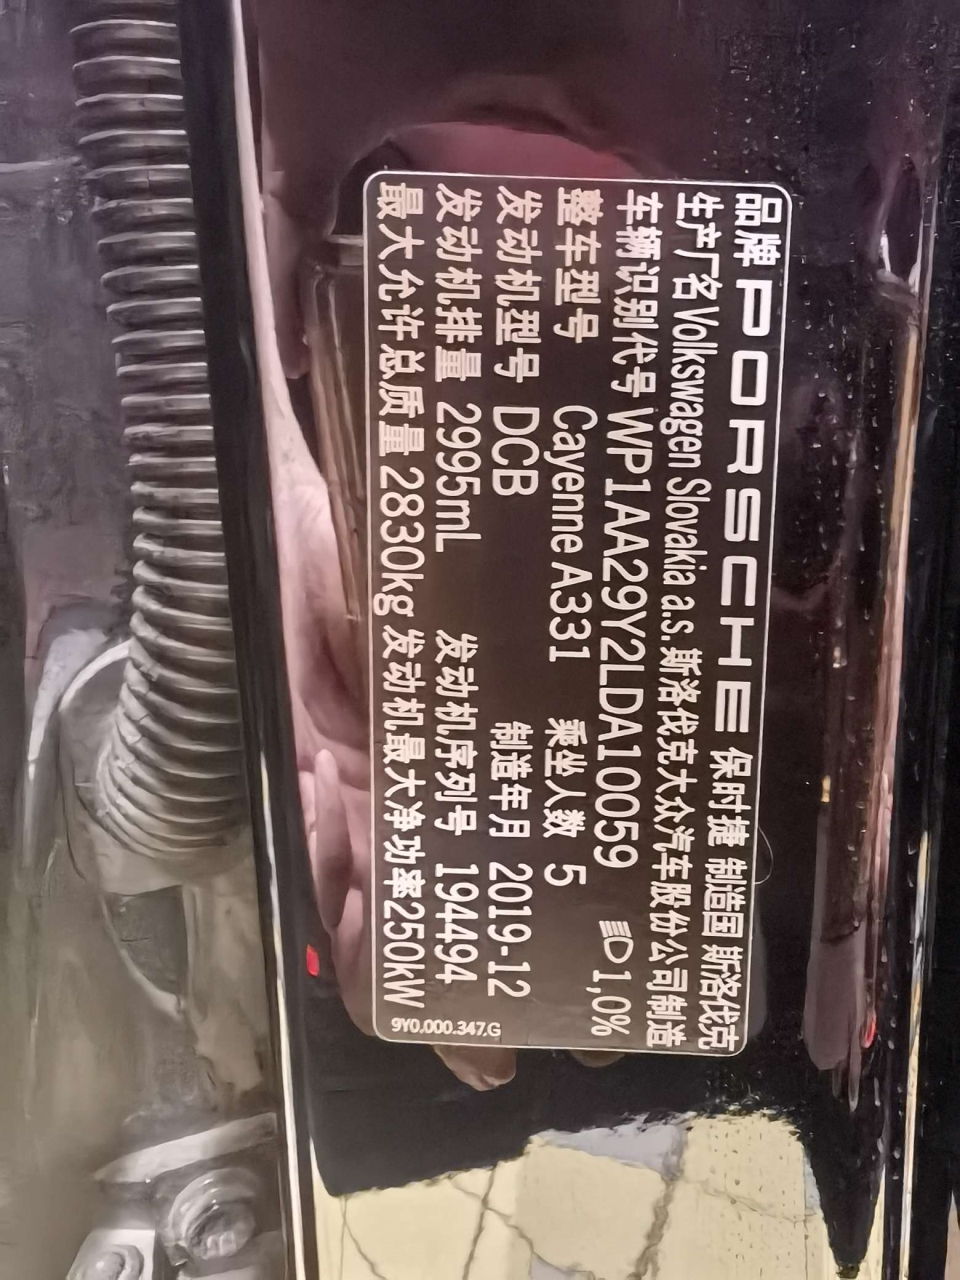 品牌 PORSCHE 保时捷 制造国 斯洛伐克
生产厂名 Volkswagen Slovakia a.s. 斯洛伐克大众汽车股份公司制造
车辆识别代号 WP1AA29Y2LDA10059 1,0%
整车型号 Cayenne A331 乘坐人数 5
发动机型号 DCB 制造年月 2019-12
发动机排量 2995mL 发动机序列号 194494
最大允许总质量 2830kg 发动机最大净功率250kW
9Y0.000.347.G